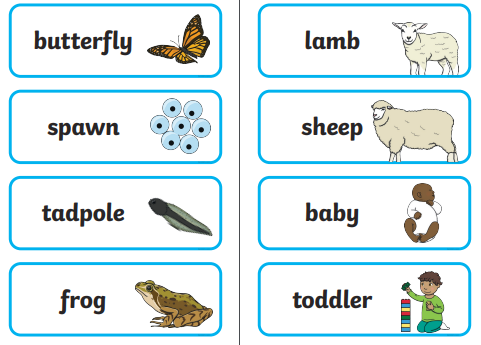 butterfly
spawn
tadpole
frog
lamb
sheep
baby
toddler